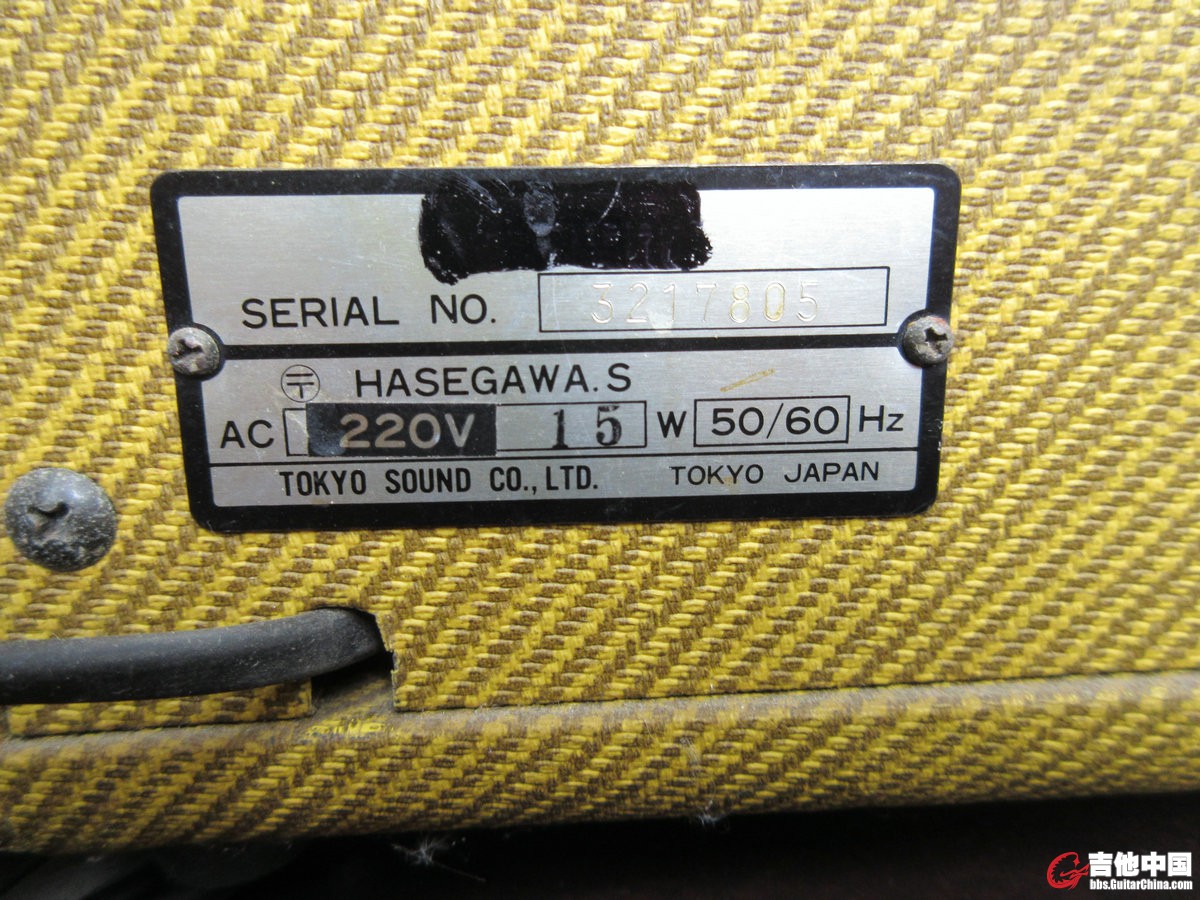 SERIAL NO. 3217805
〒 HASEGAWA.S
AC 220V 15 W 50/60 Hz
TOKYO SOUND CO.,LTD. TOKYO JAPAN
吉他中国
bbs.GuitarChina.com